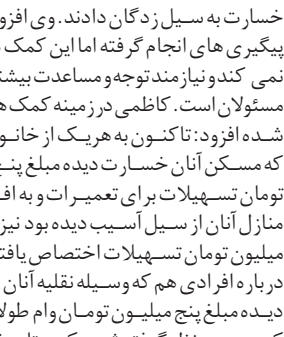 خسارت به سیل زدگان دادند. وی افزو
پیگیری های انجام گرفته اما این کمک
نمی کند و نیازمند توجه و مساعدت بیشت
مسئولان است. کاظمی در زمینه کمک ه
شده افزود: تاکنون به هریک از خانو
که مسکن آنان خسارت دیده مبلغ پنج
تومان تسهیلات برای تعمیرات و به اف
منازل آنان از سیل آسیب دیده بود نیز
میلیون تومان تسهیلات اختصاص یافت
درباره افرادی هم که وسیله نقلیه آنان
دیده مبلغ پنج میلیون تومان وام طولا